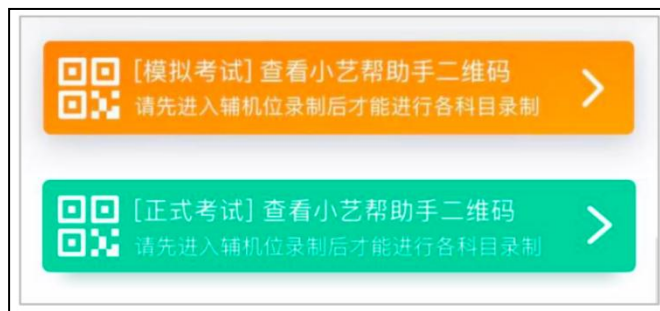 [模拟考试] 查看小艺帮助手二维码
请先进入辅机位录制后才能进行各科目录制
[正式考试] 查看小艺帮助手二维码
请先进入辅机位录制后才能进行各科目录制